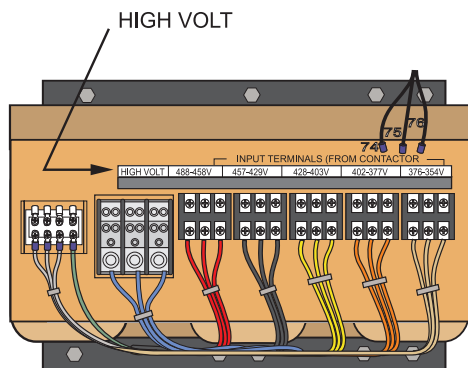 HIGH VOLT
76
75
74
INPUT TERMINALS (FROM CONTACTOR
HIGH VOLT 488-458V 457-429V 428-403V 402-377V 376-354V